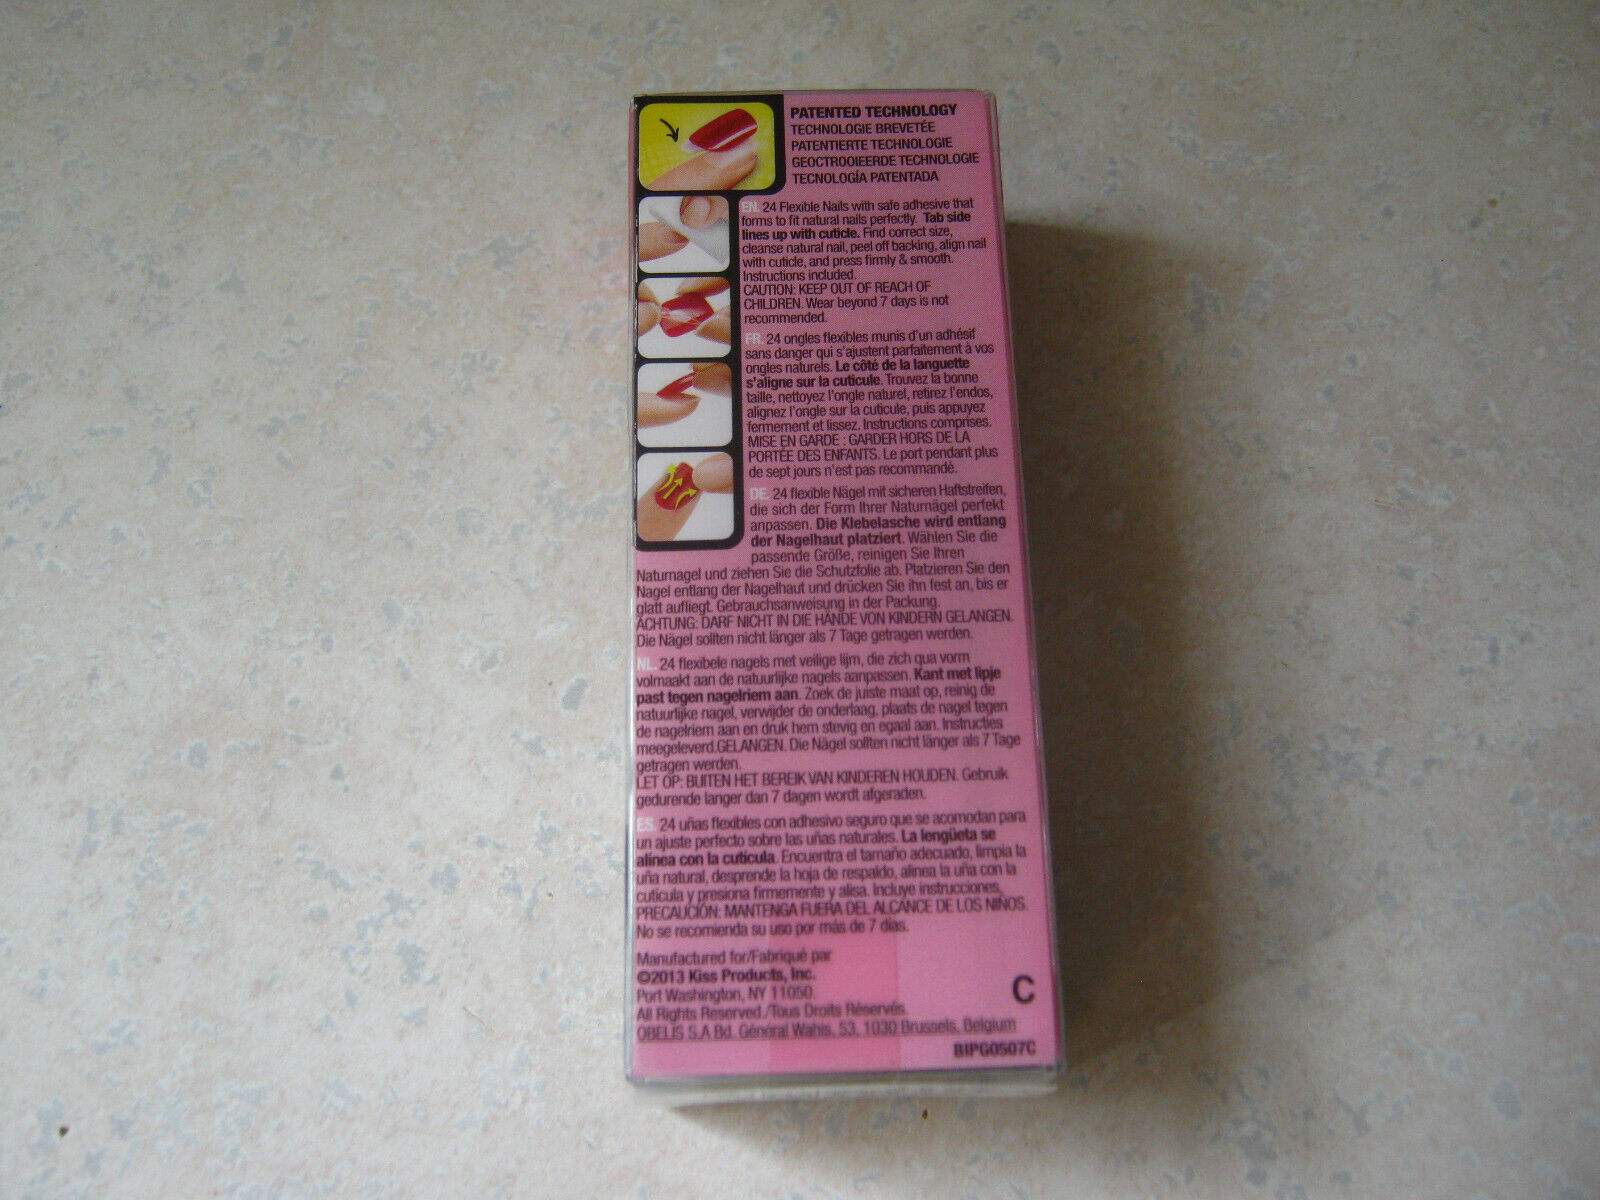 PATENTED TECHNOLOGY
TECHNOLOGIE BREVETÉE
PATENTIERTE TECHNOLOGIE
GEOCTROOIEERDE TECHNOLOGIE
TECNOLOGÍA PATENTADA
EN. 24 Flexible Nails with safe adhesive that
forms to fit natural nails perfectly. Tab side
lines up with cuticle. Find correct size,
cleanse natural nail, peel off backing, align nail
with cuticle, and press firmly & smooth.
Instructions included.
CAUTION: KEEP OUT OF REACH OF
CHILDREN. Wear beyond 7 days is not
recommended.
FR. 24 ongles flexibles munis d'un adhésif
sans danger qui s'ajustent parfaitement à vos
ongles naturels. Le côté de la languette
s'aligne sur la cuticule. Trouvez la bonne
taille, nettoyez l'ongle naturel, retirez l'endos,
alignez l'ongle sur la cuticule, puis appuyez
fermement et lissez. Instructions comprises.
MISE EN GARDE : GARDER HORS DE LA
PORTÉE DES ENFANTS. Le port pendant plus
de sept jours n'est pas recommandé.
DE. 24 flexible Nägel mit sicheren Haftstreifen,
die sich der Form Ihrer Naturnägel perfekt
anpassen. Die Klebelasche wird entlang
der Nagelhaut platziert. Wählen Sie die
passende Größe, reinigen Sie Ihren
Naturnagel und ziehen Sie die Schutzfolie ab. Platzieren Sie den
Nagel entlang der Nagelhaut und drücken Sie ihn fest an, bis er
glatt aufliegt. Gebrauchsanweisung in der Packung.
ACHTUNG: DARF NICHT IN DIE HÄNDE VON KINDERN GELANGEN.
Die Nägel sollten nicht länger als 7 Tage getragen werden.
NL. 24 flexibele nagels met veilige lijm, die zich qua vorm
volmaakt aan de natuurlijke nagels aanpassen. Kant met lipje
past tegen nagelriem aan. Zoek de juiste maat op, reinig de
natuurlijke nagel, verwijder de onderlaag, plaats de nagel tegen
de nagelriem aan en druk hem stevig en egaal aan. Instructies
meegeleverd.GELANGEN. Die Nägel sollten nicht länger als 7 Tage
getragen werden.
LET OP: BUITEN HET BEREIK VAN KINDEREN HOUDEN. Gebruik
gedurende langer dan 7 dagen wordt afgeraden.
ES. 24 uñas flexibles con adhesivo seguro que se acomodan para
un ajuste perfecto sobre las uñas naturales. La lengüeta se
alinea con la cutícula. Encuentra el tamaño adecuado, limpia la
uña natural, desprende la hoja de respaldo, alinea la uña con la
cutícula y presiona firmemente y alisa. Incluye instrucciones.
PRECAUCIÓN: MANTENGA FUERA DEL ALCANCE DE LOS NIÑOS.
No se recomienda su uso por más de 7 días.
Manufactured for/Fabriqué par
©2013 Kiss Products, Inc.
Port Washington, NY 11050.
All Rights Reserved./Tous Droits Réservés.
OBELIS S.A Bd. Général Wahis, 53, 1030 Brussels, Belgium
C
BIPG0507C